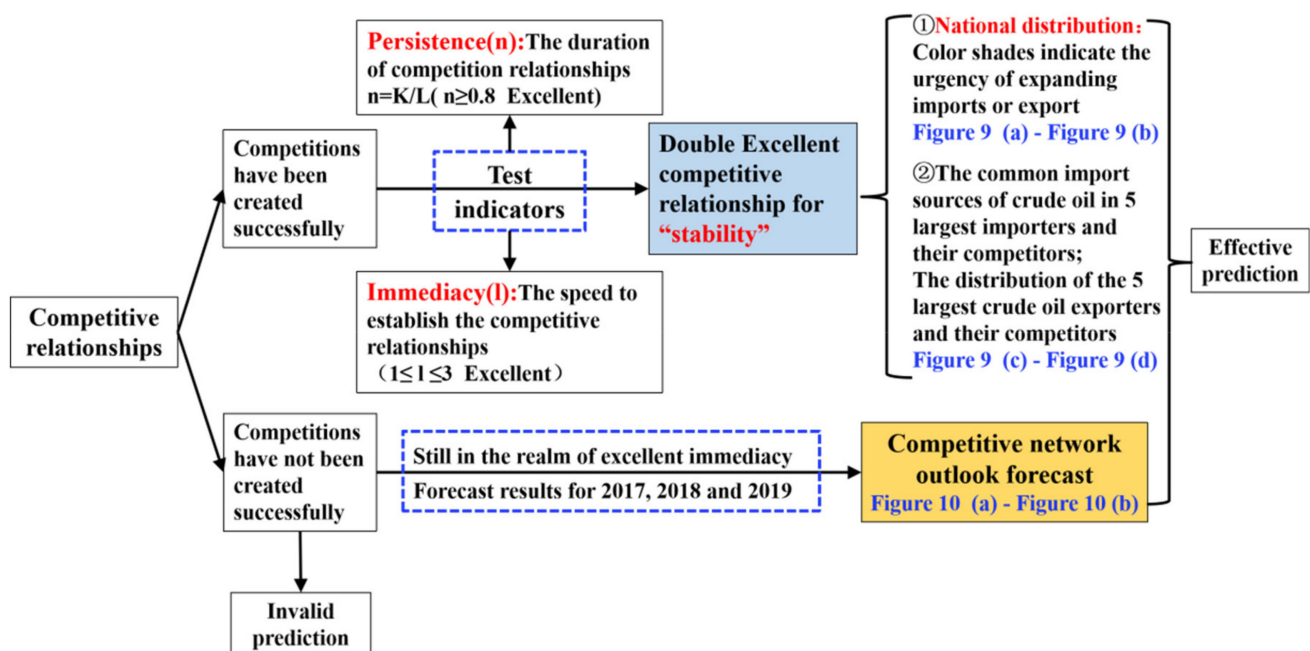 Competitive
relationships
Competitions
have been
created
successfully
Persistence(n):The duration
of competition relationships
n=K/L( n≥0.8 Excellent)
Test
indicators
Immediacy(l):The speed to
establish the competitive
relationships
（1≤ l ≤3 Excellent）
Double Excellent
competitive
relationship for
“stability”
①National distribution：
Color shades indicate the
urgency of expanding
imports or export
Figure 9 (a) - Figure 9 (b)
②The common import
sources of crude oil in 5
largest importers and
their competitors;
The distribution of the 5
largest crude oil exporters
and their competitors
Figure 9 (c) - Figure 9 (d)
Effective
prediction
Competitions
have not been
created
successfully
Still in the realm of excellent immediacy
Forecast results for 2017, 2018 and 2019
Competitive network
outlook forecast
Figure 10 (a) - Figure 10 (b)
Invalid
prediction